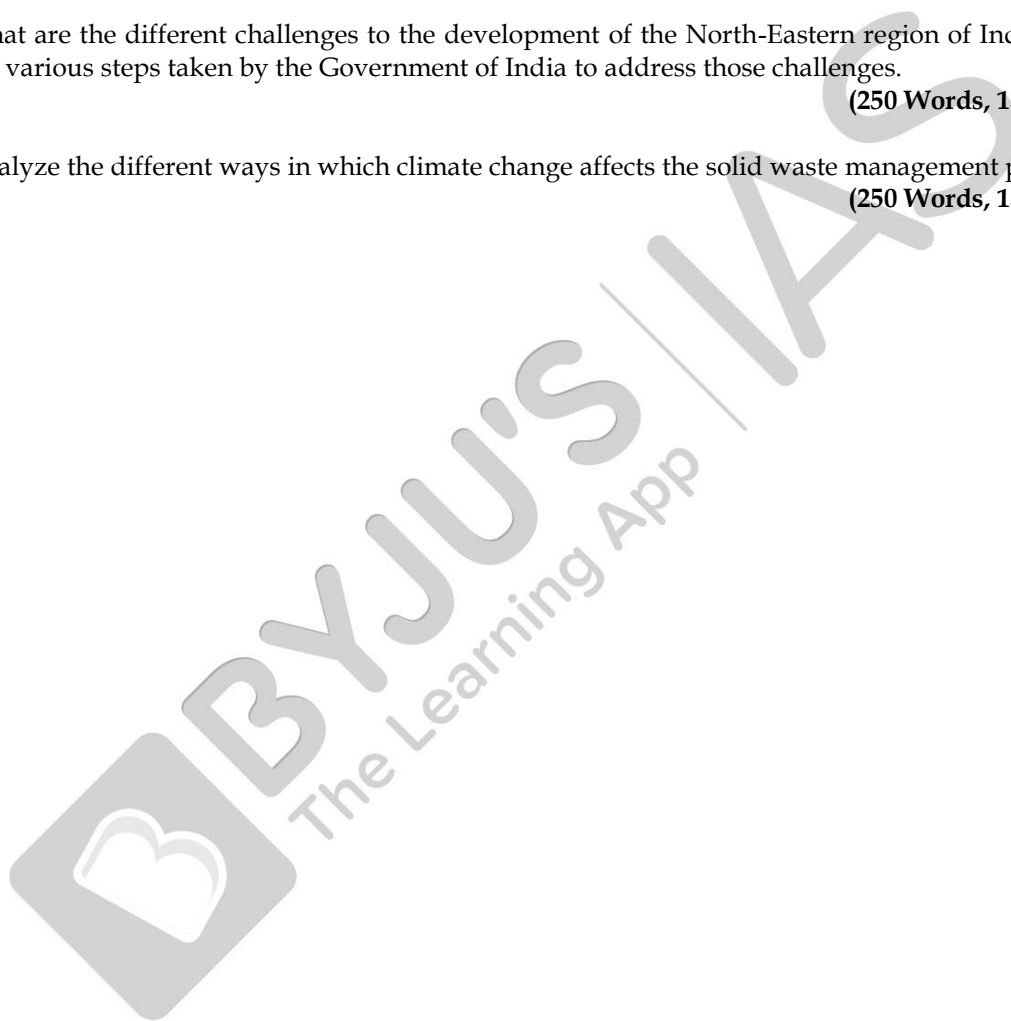 hat are the different challenges to the development of the North-Eastern region of Inc
various steps taken by the Government of India to address those challenges.
(250 Words, 1
alyze the different ways in which climate change affects the solid waste management p
(250 Words, 1
BYJU'S IAS
The Learning App